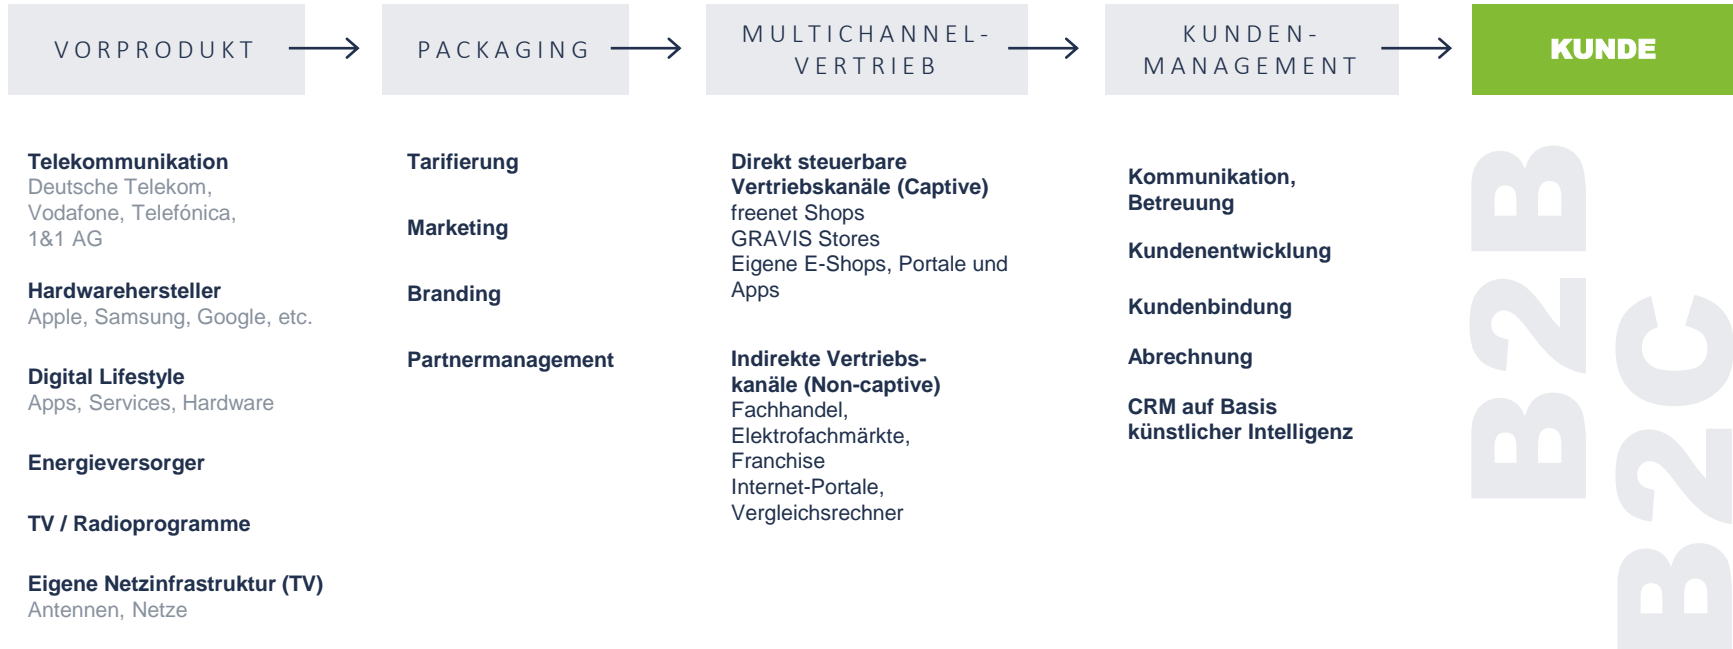 VORPRODUKT
PACKAGING
MULTICHANNEL-
VERTRIEB
KUNDEN-
MANAGEMENT
KUNDE
Telekommunikation
Deutsche Telekom,
Vodafone, Telefónica,
1&1 AG
Hardwarehersteller
Apple, Samsung, Google, etc.
Digital Lifestyle
Apps, Services, Hardware
Energieversorger
TV / Radioprogramme
Eigene Netzinfrastruktur (TV)
Antennen, Netze
Tarifierung
Marketing
Branding
Partnermanagement
Direkt steuerbare
Vertriebskanäle (Captive)
freenet Shops
GRAVIS Stores
Eigene E-Shops, Portale und
Apps
Indirekte Vertriebs-
kanäle (Non-captive)
Fachhandel,
Elektrofachmärkte,
Franchise
Internet-Portale,
Vergleichsrechner
Kommunikation,
Betreuung
Kundenentwicklung
Kundenbindung
Abrechnung
CRM auf Basis
künstlicher Intelligenz
B2B
B2C